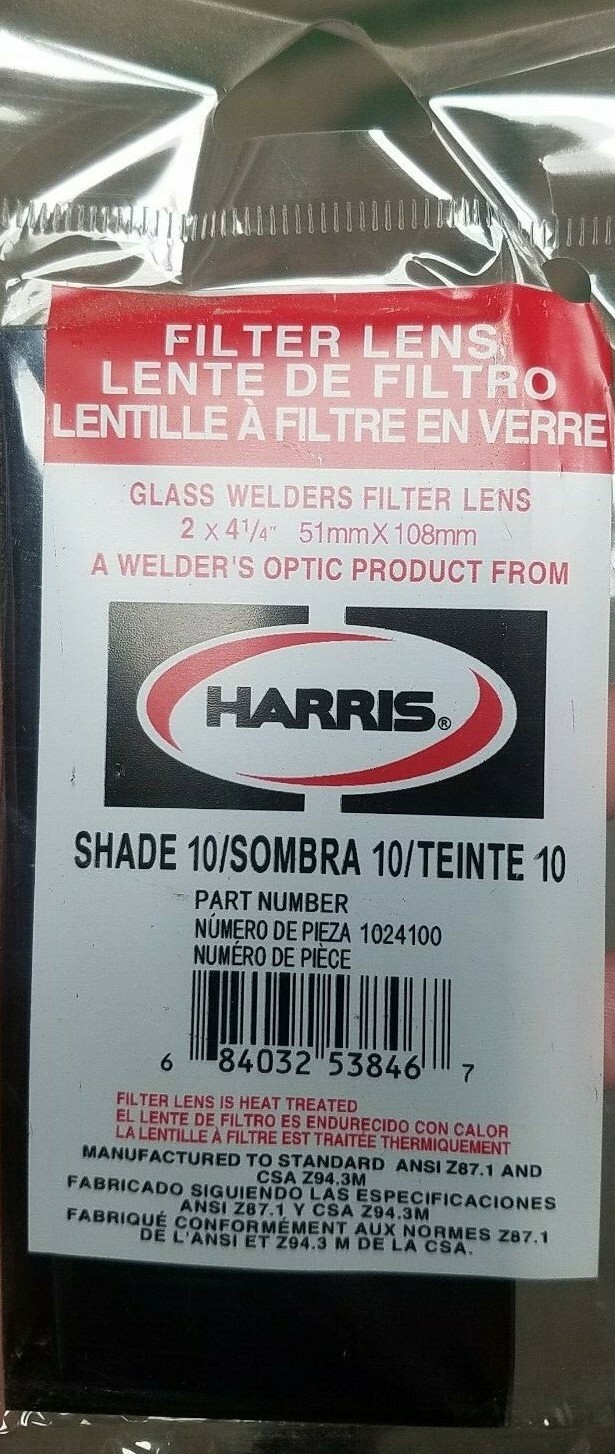 FILTER LENS
LENTE DE FILTRO
LENTILLE À FILTRE EN VERRE
GLASS WELDERS FILTER LENS
2 x 4 1/4" 51mm X 108mm
A WELDER'S OPTIC PRODUCT FROM
HARRIS®
SHADE 10/SOMBRA 10/TEINTE 10
PART NUMBER
NÚMERO DE PIEZA 1024100
NUMÉRO DE PIÈCE
6 84032 53846 7
FILTER LENS IS HEAT TREATED
EL LENTE DE FILTRO ES ENDURECIDO CON CALOR
LA LENTILLE À FILTRE EST TRAITÉE THERMIQUEMENT
MANUFACTURED TO STANDARD ANSI Z87.1 AND
CSA Z94.3M
FABRICADO SIGUIENDO LAS ESPECIFICACIONES
ANSI Z87.1 Y CSA Z94.3M
FABRIQUÉ CONFORMÉMENT AUX NORMES Z87.1
DE L'ANSI ET Z94.3 M DE LA CSA.